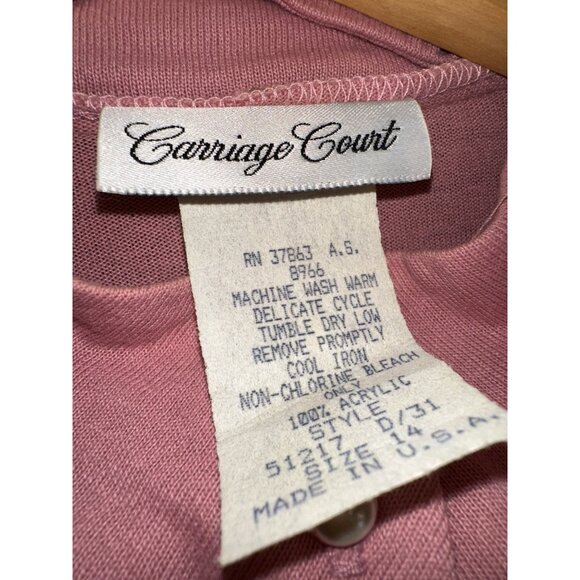 Carriage Court
RN 37863 A.G.
8966
MACHINE WASH WARM
DELICATE CYCLE
TUMBLE DRY LOW
REMOVE PROMPTLY
COOL IRON
NON-CHLORINE BLEACH
ONLY
100% ACRYLIC
STYLE
51217 D/31
SIZE 14
MADE IN U.S.A.